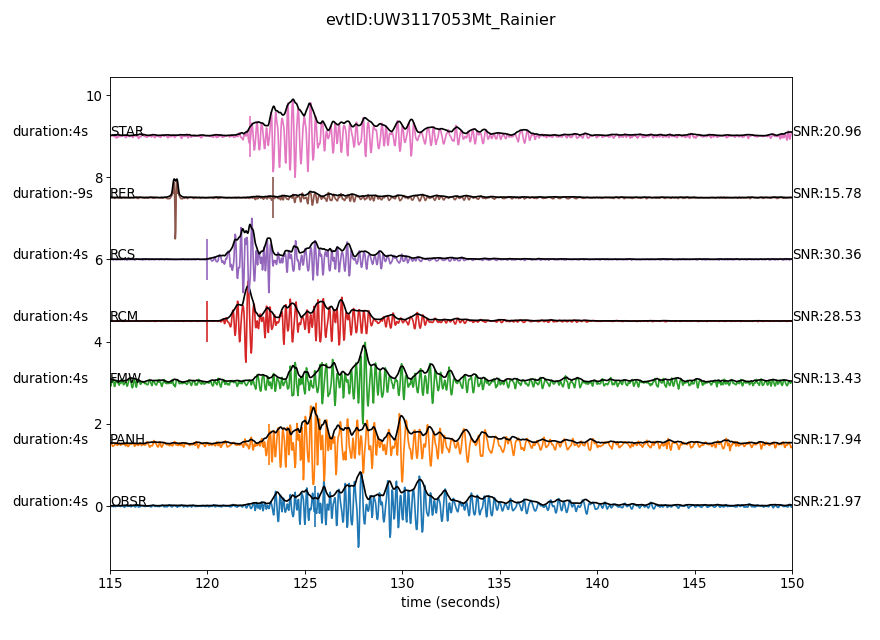 evtID:UW3117053Mt_Rainier
10
duration:4s STAR SNR:20.96
8
duration:-9s RER SNR:15.78
duration:4s RCS SNR:30.36
6
duration:4s RCM SNR:28.53
4
duration:4s FMW SNR:13.43
2
duration:4s PANH SNR:17.94
duration:4s OBSR SNR:21.97
0
115 120 125 130 135 140 145 150
time (seconds)